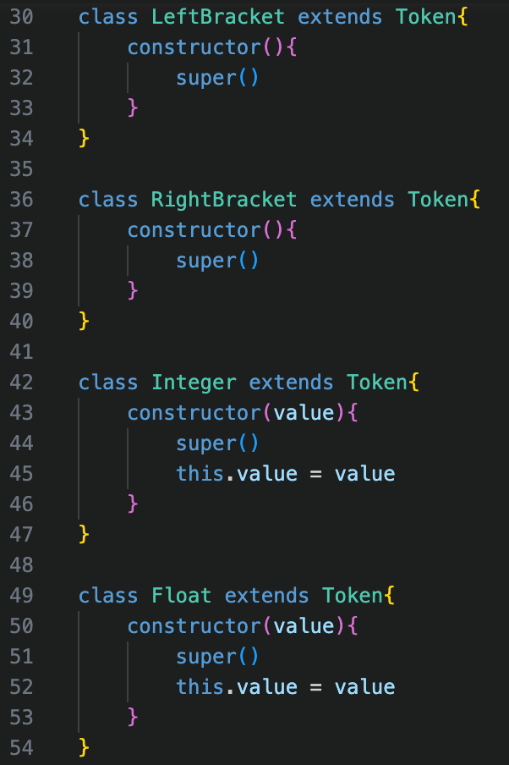 30 class LeftBracket extends Token{
31 constructor(){
32 super()
33 }
34 }
35
36 class RightBracket extends Token{
37 constructor(){
38 super()
39 }
40 }
41
42 class Integer extends Token{
43 constructor(value){
44 super()
45 this.value = value
46 }
47 }
48
49 class Float extends Token{
50 constructor(value){
51 super()
52 this.value = value
53 }
54 }